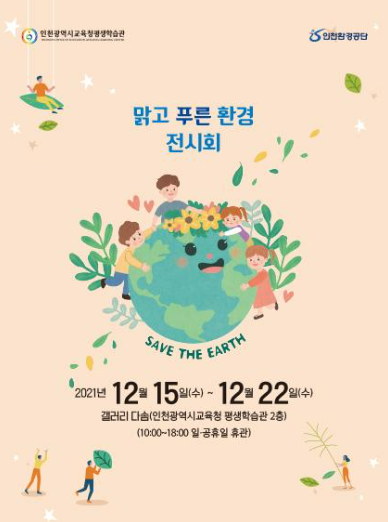 인천광역시교육청평생학습관
인천환경공단
맑고 푸른 환경
전시회
SAVE THE EARTH
2021년 12월 15일(수) ~ 12월 22일(수)
갤러리 다솜(인천광역시교육청 평생학습관 2층)
(10:00~18:00 일·공휴일 휴관)